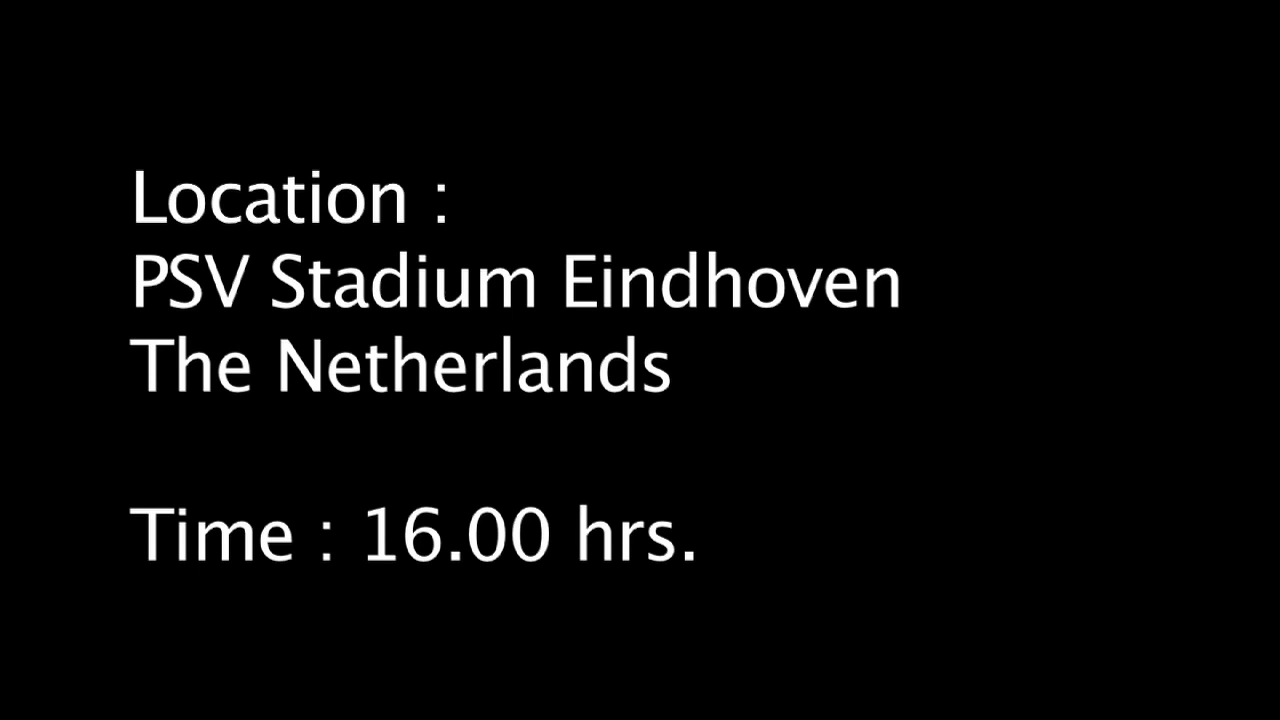 Location :
PSV Stadium Eindhoven
The Netherlands
Time : 16.00 hrs.